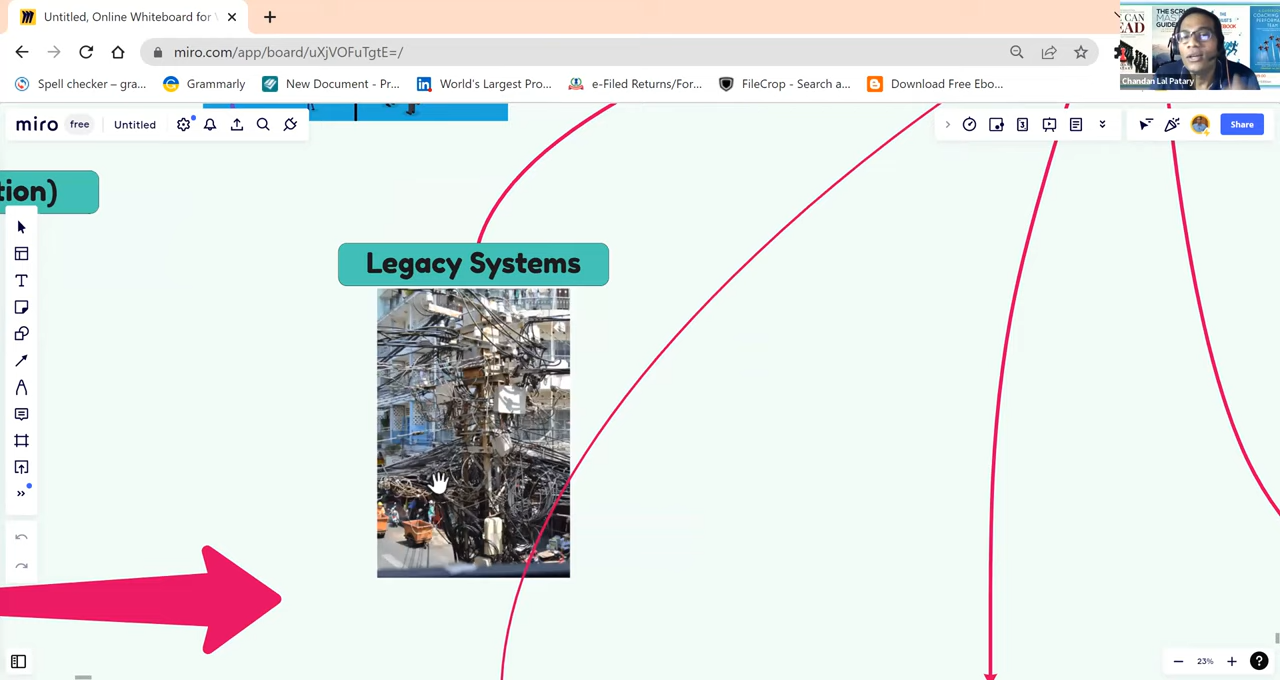 Untitled, Online Whiteboard for V
miro.com/app/board/uXjVOFuTgtE=/
Spell checker – gra...
Grammarly
New Document - Pr...
World's Largest Pro...
e-Filed Returns/For...
FileCrop - Search a...
Download Free Ebo...
Chandan Lal Patary
miro free Untitled
3
Share
tion)
Legacy Systems
23%
?